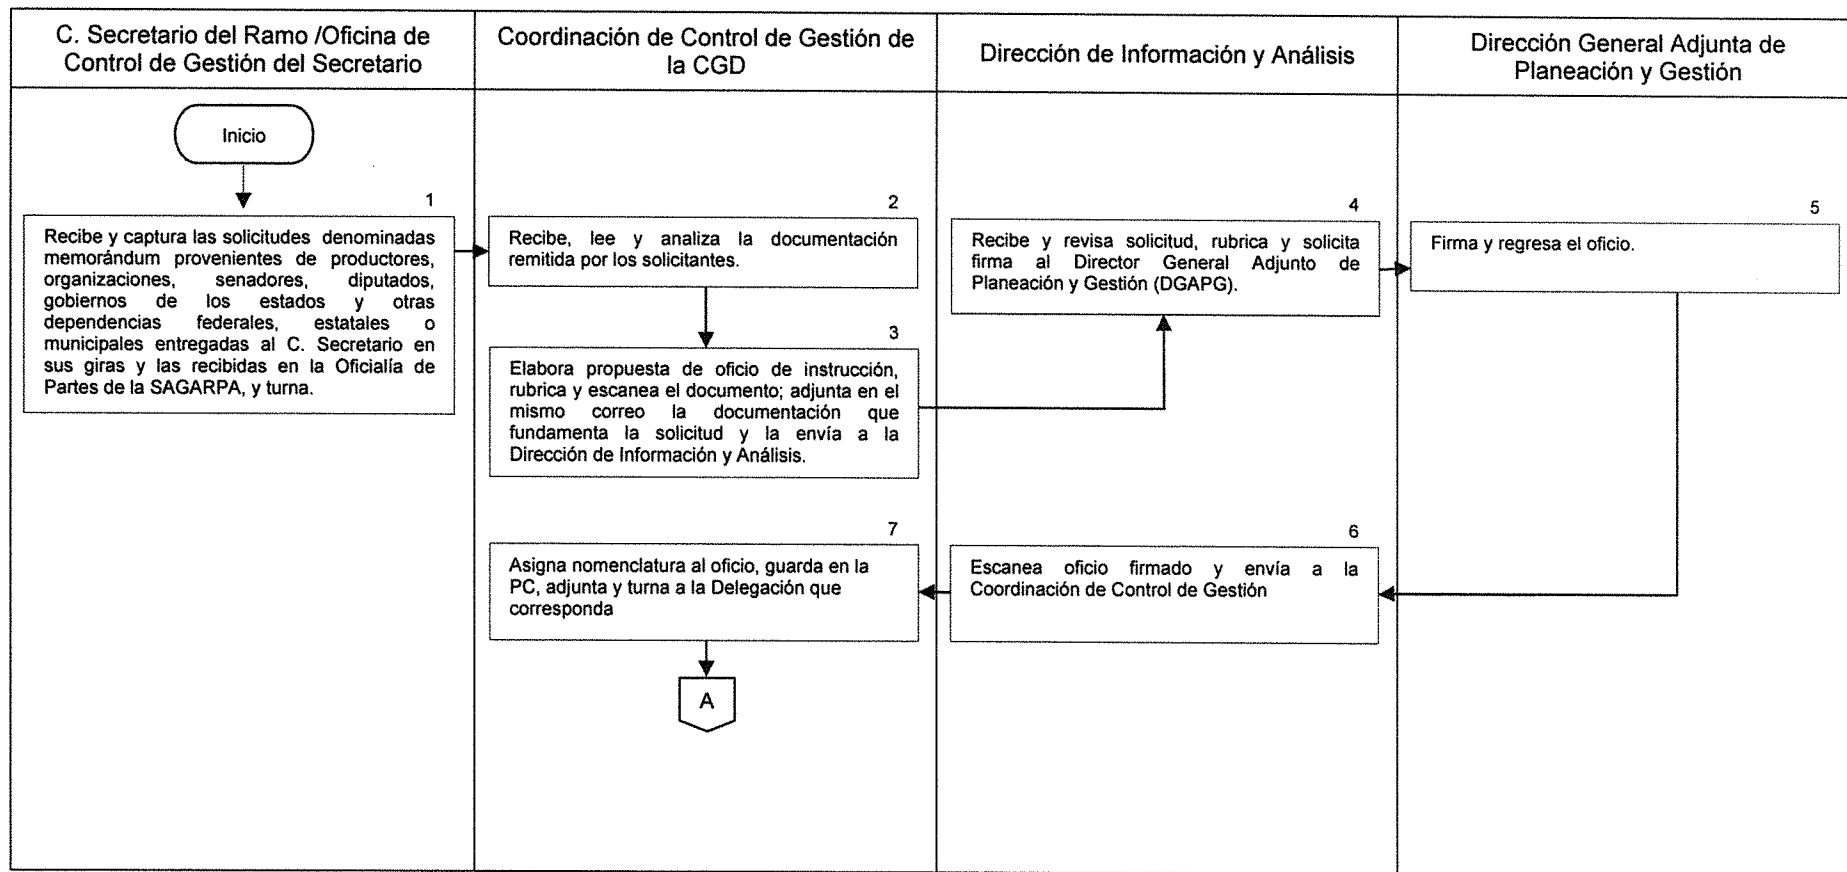 C. Secretario del Ramo /Oficina de
Control de Gestión del Secretario
Coordinación de Control de Gestión de
la CGD
Dirección de Información y Análisis
Dirección General Adjunta de
Planeación y Gestión
Inicio
1
Recibe y captura las solicitudes denominadas
memorándum provenientes de productores,
organizaciones, senadores, diputados,
gobiernos de los estados y otras
dependencias federales, estatales o
municipales entregadas al C. Secretario en
sus giras y las recibidas en la Oficialía de
Partes de la SAGARPA, y turna.
2
Recibe, lee y analiza la documentación
remitida por los solicitantes.
3
Elabora propuesta de oficio de instrucción,
rubrica y escanea el documento; adjunta en el
mismo correo la documentación que
fundamenta la solicitud y la envía a la
Dirección de Información y Análisis.
4
Recibe y revisa solicitud, rubrica y solicita
firma al Director General Adjunto de
Planeación y Gestión (DGAPG).
5
Firma y regresa el oficio.
6
Escanea oficio firmado y envía a la
Coordinación de Control de Gestión
7
Asigna nomenclatura al oficio, guarda en la
PC, adjunta y turna a la Delegación que
corresponda
A